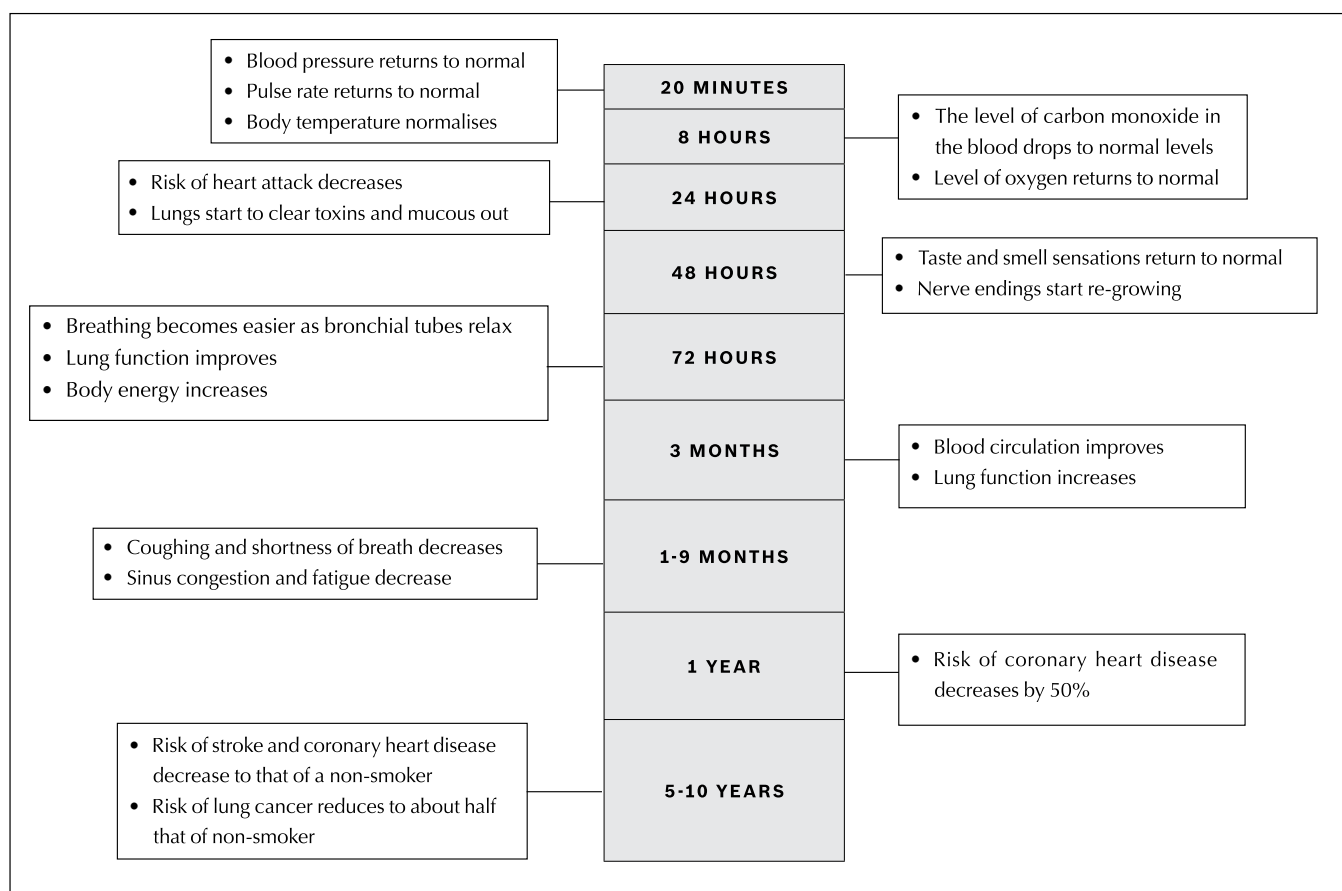 20 MINUTES
• Blood pressure returns to normal
• Pulse rate returns to normal
• Body temperature normalises
8 HOURS
• The level of carbon monoxide in
the blood drops to normal levels
• Level of oxygen returns to normal
24 HOURS
• Risk of heart attack decreases
• Lungs start to clear toxins and mucous out
48 HOURS
• Taste and smell sensations return to normal
• Nerve endings start re-growing
72 HOURS
• Breathing becomes easier as bronchial tubes relax
• Lung function improves
• Body energy increases
3 MONTHS
• Blood circulation improves
• Lung function increases
1-9 MONTHS
• Coughing and shortness of breath decreases
• Sinus congestion and fatigue decrease
1 YEAR
• Risk of coronary heart disease
decreases by 50%
5-10 YEARS
• Risk of stroke and coronary heart disease
decrease to that of a non-smoker
• Risk of lung cancer reduces to about half
that of non-smoker